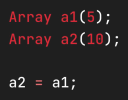 Array a1(5);
Array a2(10);
a2 = a1;